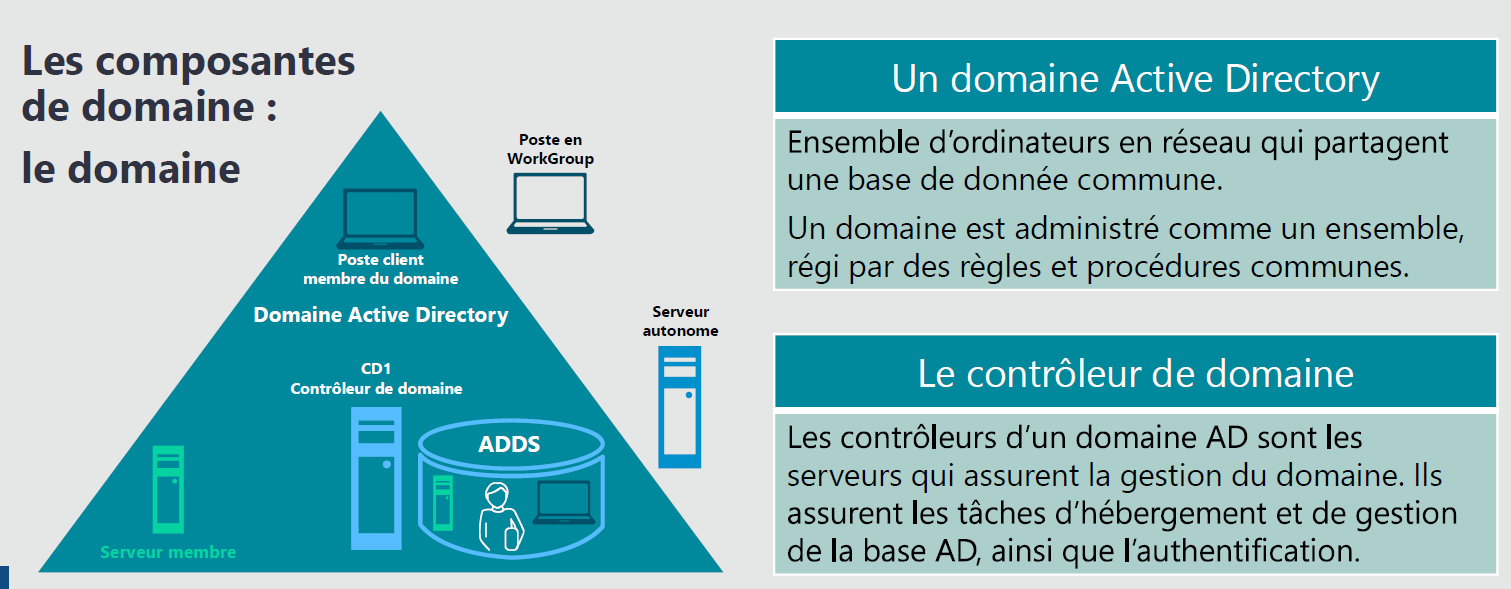 Les composantes
de domaine :
le domaine
Poste en
WorkGroup
Poste client
membre du domaine
Domaine Active Directory
Serveur
autonome
CD1
Contrôleur de domaine
ADDS
Serveur membre
Un domaine Active Directory
Ensemble d’ordinateurs en réseau qui partagent
une base de donnée commune.
Un domaine est administré comme un ensemble,
régi par des règles et procédures communes.
Le contrôleur de domaine
Les contrôleurs d’un domaine AD sont les
serveurs qui assurent la gestion du domaine. Ils
assurent les tâches d’hébergement et de gestion
de la base AD, ainsi que l’authentification.